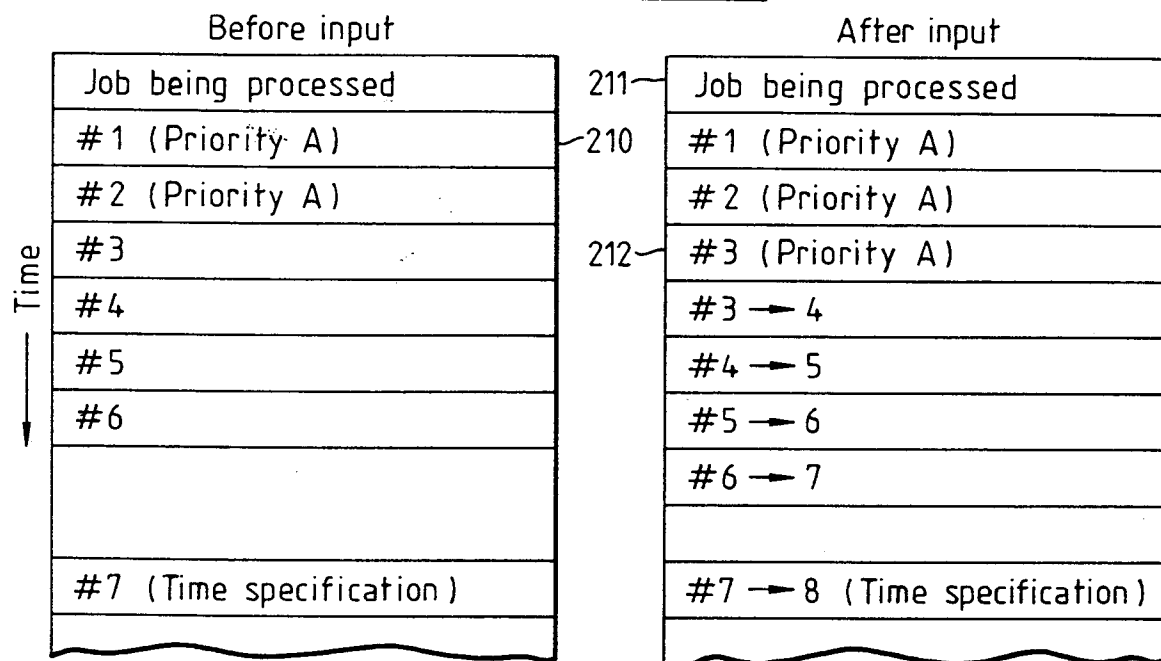 Before input
Job being processed
#1 (Priority A)
210
#2 (Priority A)
#3
#4
#5
#6
#7 (Time specification)
Time
After input
211
Job being processed
#1 (Priority A)
#2 (Priority A)
212
#3 (Priority A)
#3 → 4
#4 → 5
#5 → 6
#6 → 7
#7 → 8 (Time specification)